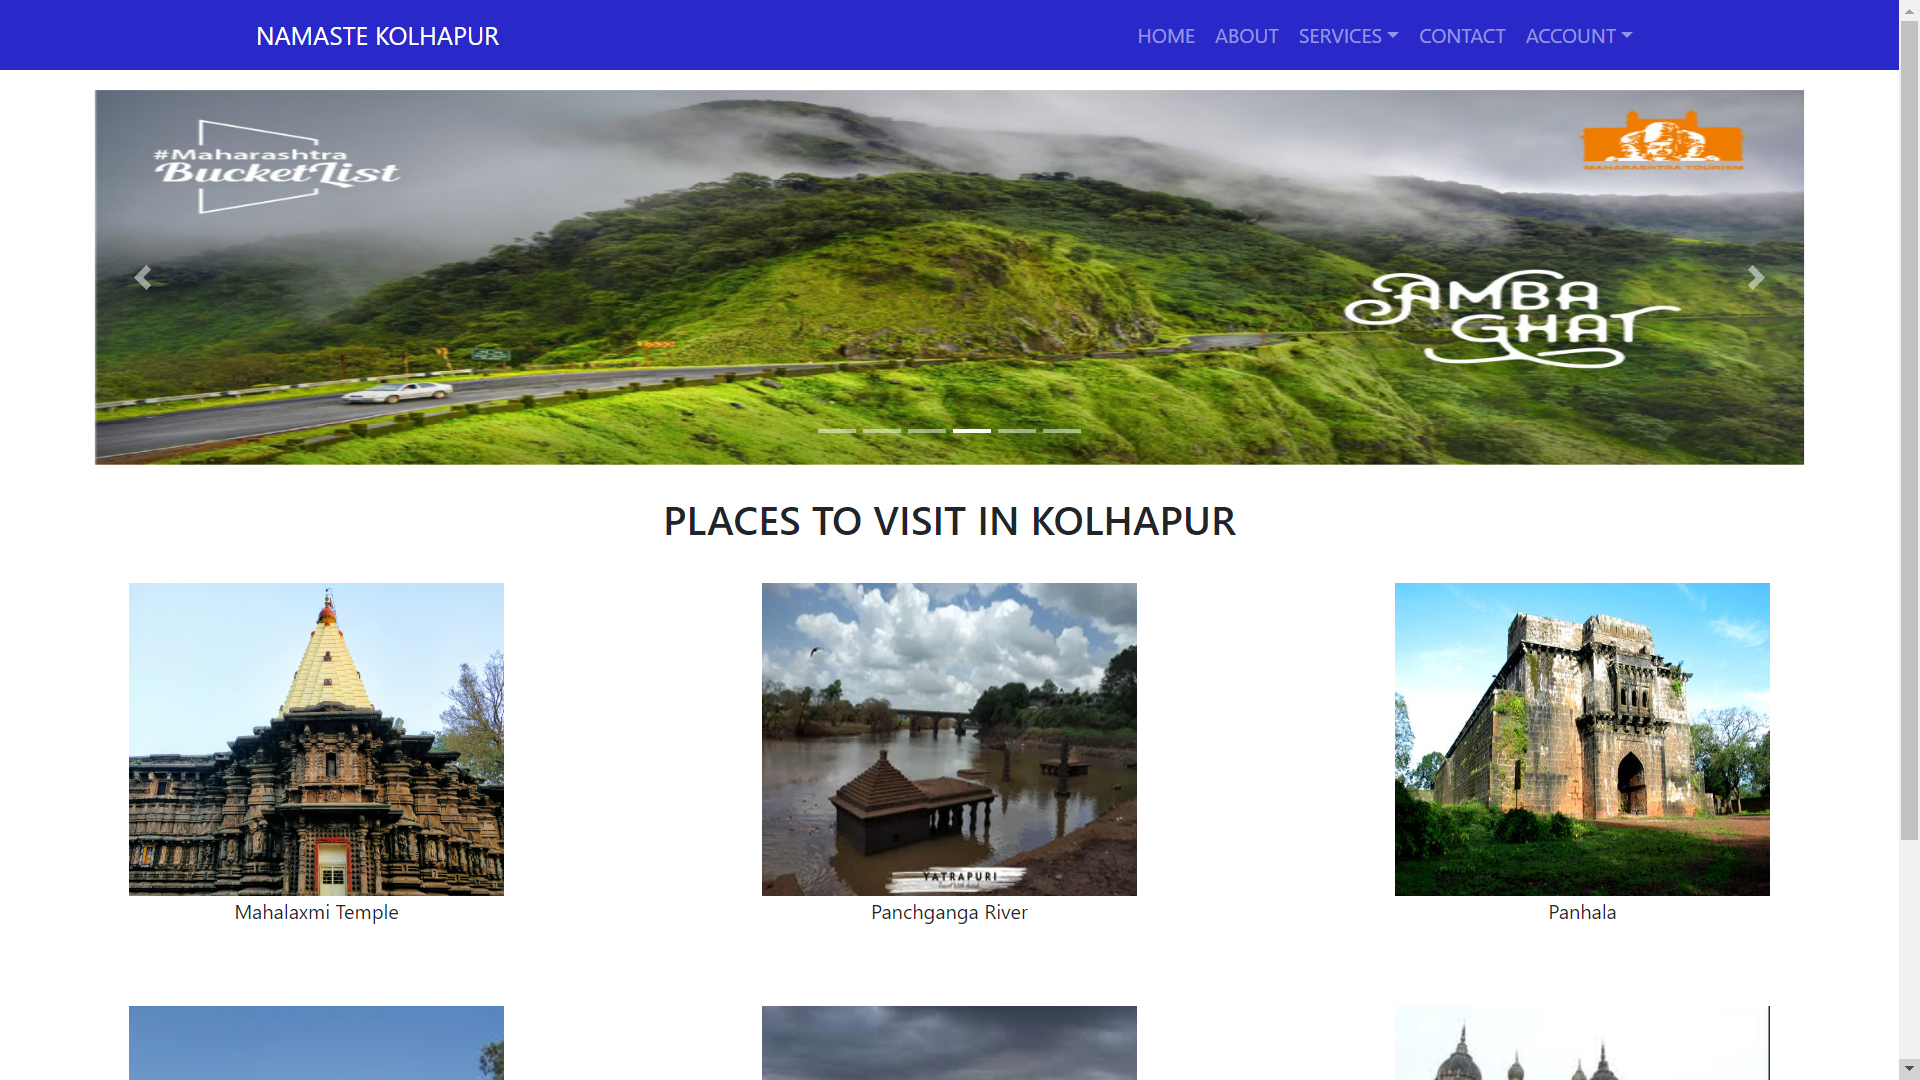 NAMASTE KOLHAPUR
HOME ABOUT SERVICES CONTACT ACCOUNT
#Maharashtra
BucketList
MAHARASHTRA TOURISM
AMBA
GHAT
PLACES TO VISIT IN KOLHAPUR
YATRAPURI
Mahalaxmi Temple
Panchganga River
Panhala